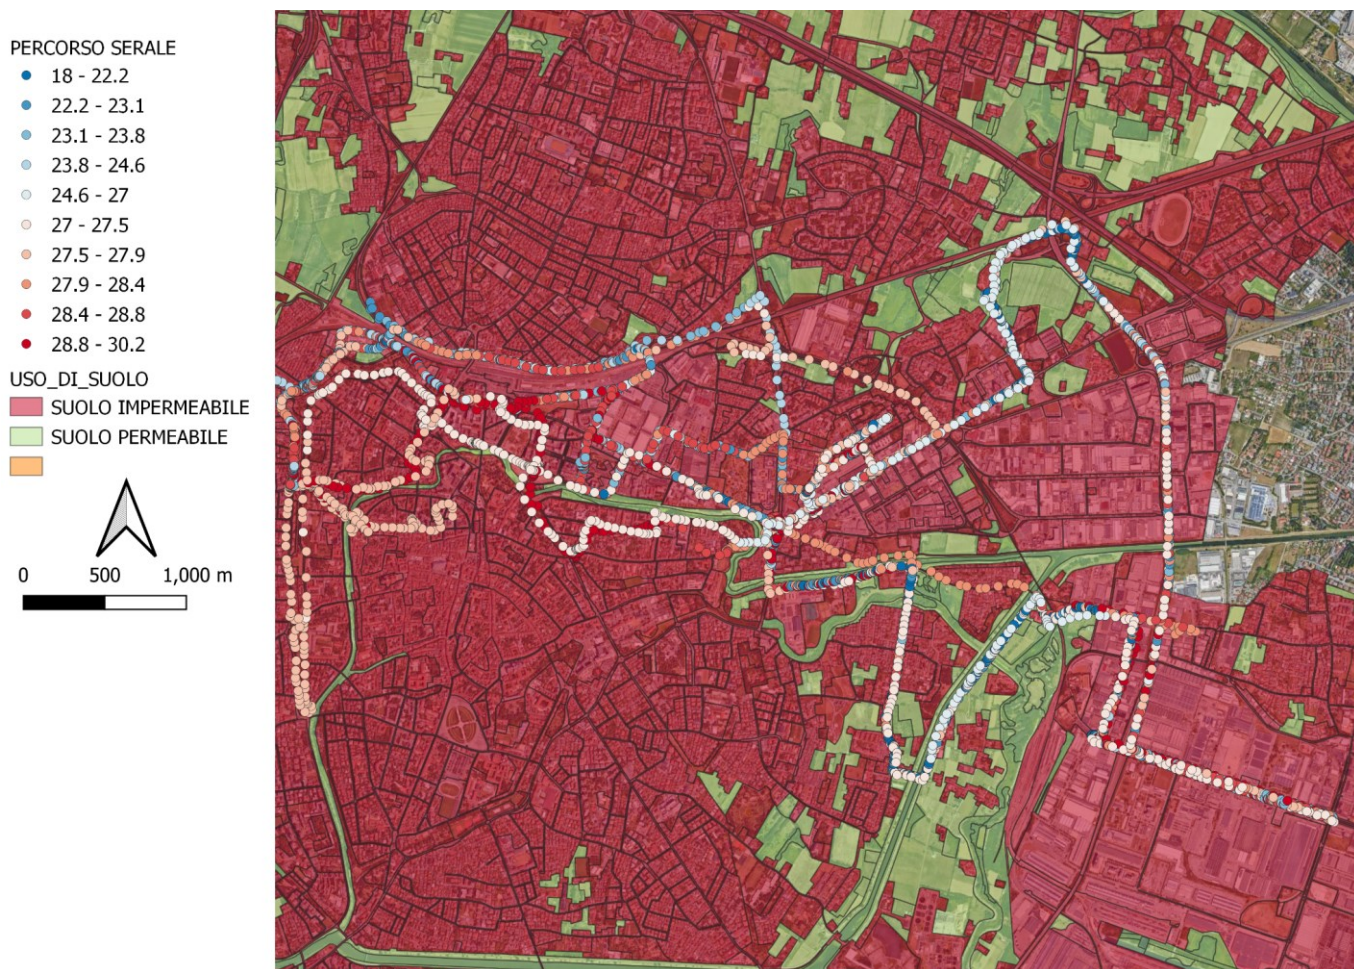 PERCORSO SERALE
18 - 22.2
22.2 - 23.1
23.1 - 23.8
23.8 - 24.6
24.6 - 27
27 - 27.5
27.5 - 27.9
27.9 - 28.4
28.4 - 28.8
28.8 - 30.2
USO_DI_SUOLO
SUOLO IMPERMEABILE
SUOLO PERMEABILE
0 500 1,000 m